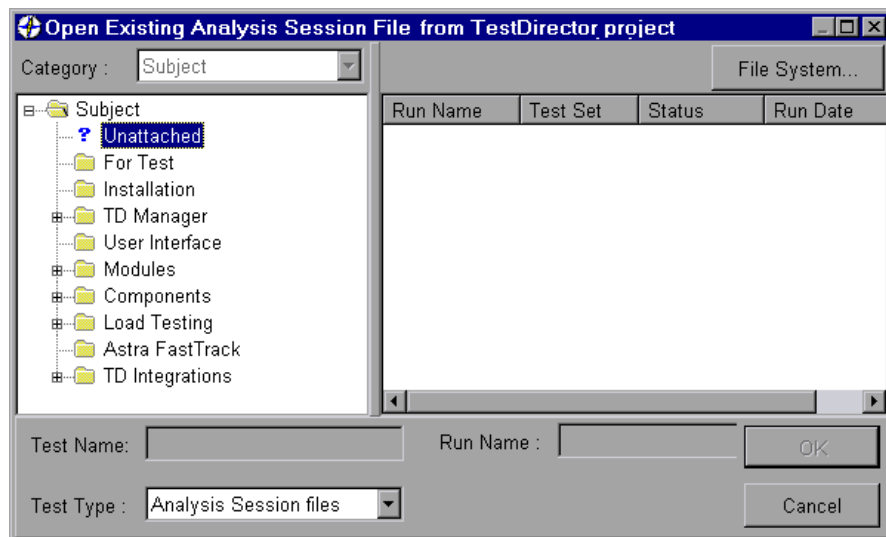 Open Existing Analysis Session File from TestDirector project
Category : Subject
File System...
Subject
? Unattached
For Test
Installation
TD Manager
User Interface
Modules
Components
Load Testing
Astra FastTrack
TD Integrations
Run Name Test Set Status Run Date
Test Name: Run Name : OK
Test Type : Analysis Session files Cancel